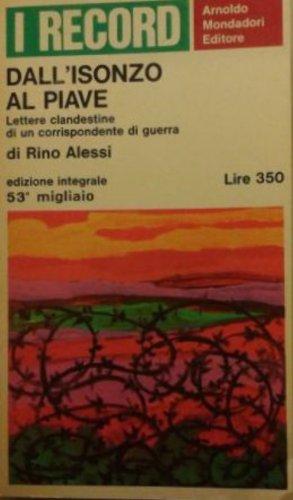 I RECORD
Arnoldo
Mondadori
Editore
DALL'ISONZO
AL PIAVE
Lettere clandestine
di un corrispondente di guerra
di Rino Alessi
edizione integrale
Lire 350
53° migliaio